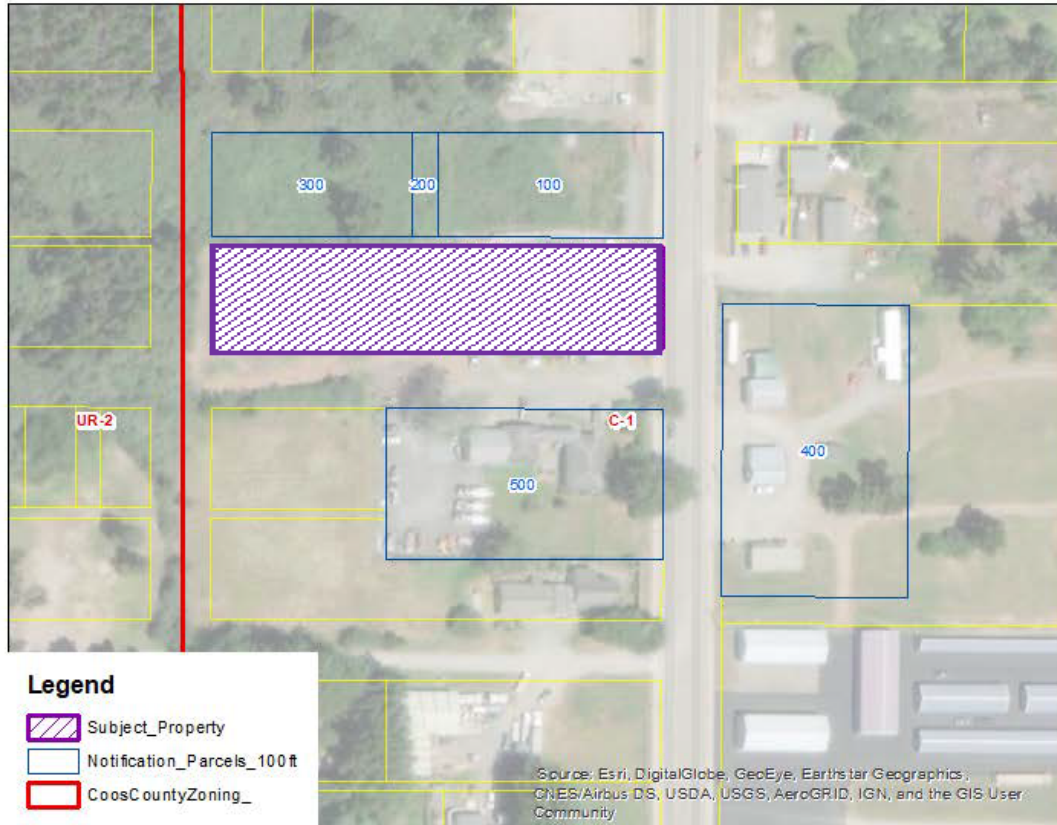 300
200
100
UR-2
C-1
400
500
Legend
Subject_Property
Notification_Parcels_100ft
CoosCountyZoning_
Source: Esri, DigitalGlobe, GeoEye, Earthstar Geographics,
CNES/Airbus DS, USDA, USGS, AeroGRID, IGN, and the GIS User
Community